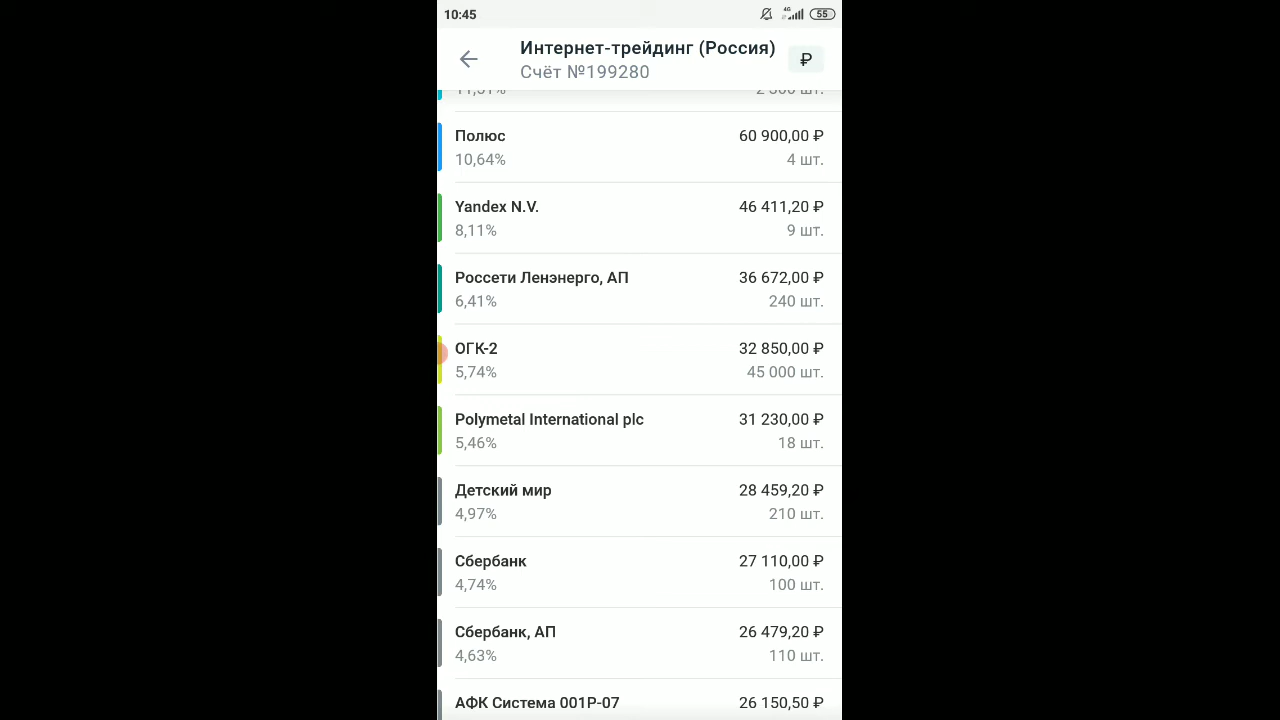 10:45
4G
55
Интернет-трейдинг (Россия)
₽
Счёт №199280
Полюс
60 900,00 ₽
10,64%
4 шт.
Yandex N.V.
46 411,20 ₽
8,11%
9 шт.
Россети Ленэнерго, АП
36 672,00 ₽
6,41%
240 шт.
ОГК-2
32 850,00 ₽
5,74%
45 000 шт.
Polymetal International plc
31 230,00 ₽
5,46%
18 шт.
Детский мир
28 459,20 ₽
4,97%
210 шт.
Сбербанк
27 110,00 ₽
4,74%
100 шт.
Сбербанк, АП
26 479,20 ₽
4,63%
110 шт.
АФК Система 001P-07
26 150,50 ₽